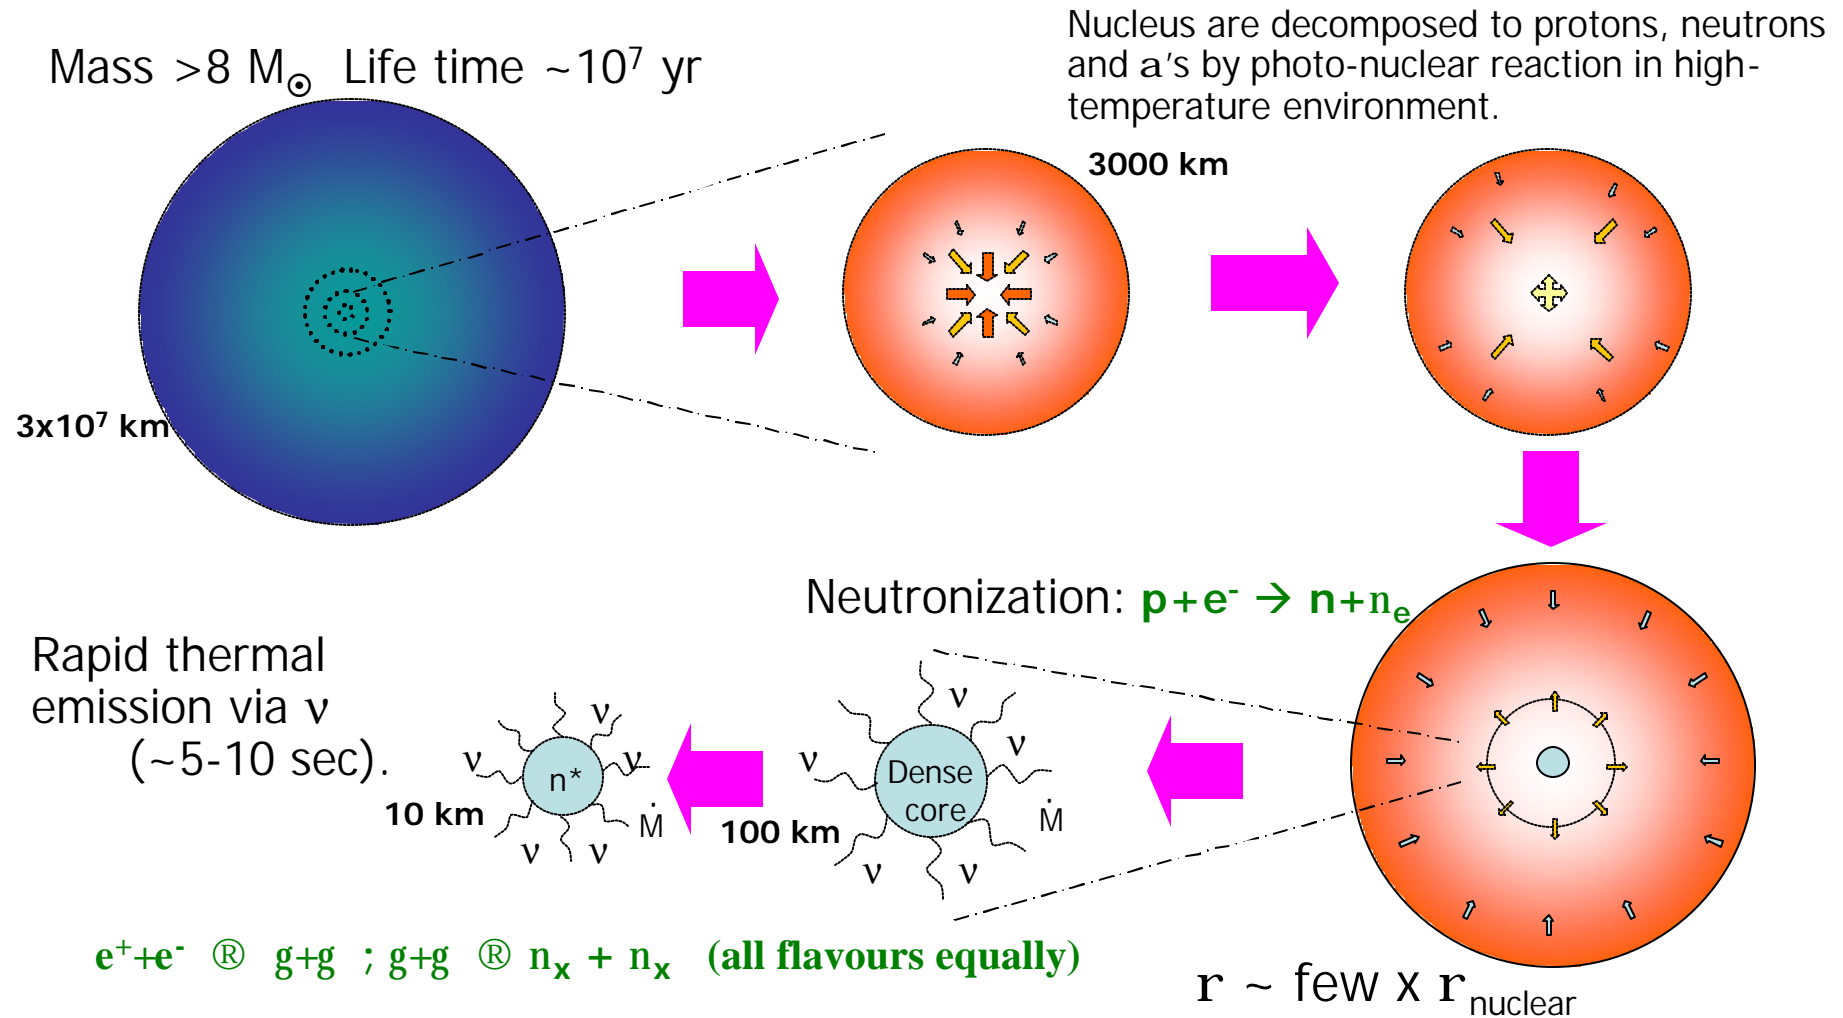 Mass >8 M☉ Life time ~10⁷ yr
Nucleus are decomposed to protons, neutrons
and a's by photo-nuclear reaction in high-
temperature environment.
3000 km
3x10⁷ km
Neutronization: p+e⁻ → n+nₑ
Rapid thermal
emission via ν
(~5-10 sec).
ν
ν
ν
n*
10 km
Ṁ
ν
ν
ν
ν
ν
Dense
core
100 km
Ṁ
ν
ν
e⁺+e⁻ ® g+g ; g+g ® nₓ + nₓ (all flavours equally)
r ~ few x r nuclear